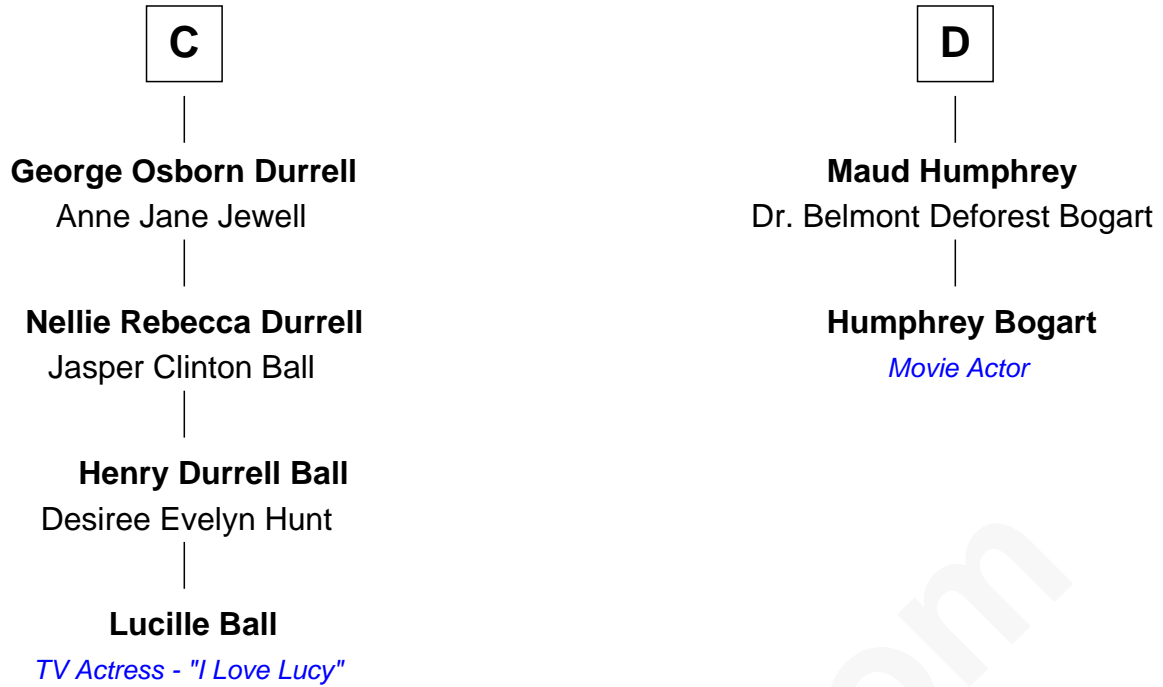 C
George Osborn Durrell
Anne Jane Jewell
Nellie Rebecca Durrell
Jasper Clinton Ball
Henry Durrell Ball
Desiree Evelyn Hunt
Lucille Ball
TV Actress - "I Love Lucy"
D
Maud Humphrey
Dr. Belmont Deforest Bogart
Humphrey Bogart
Movie Actor
om